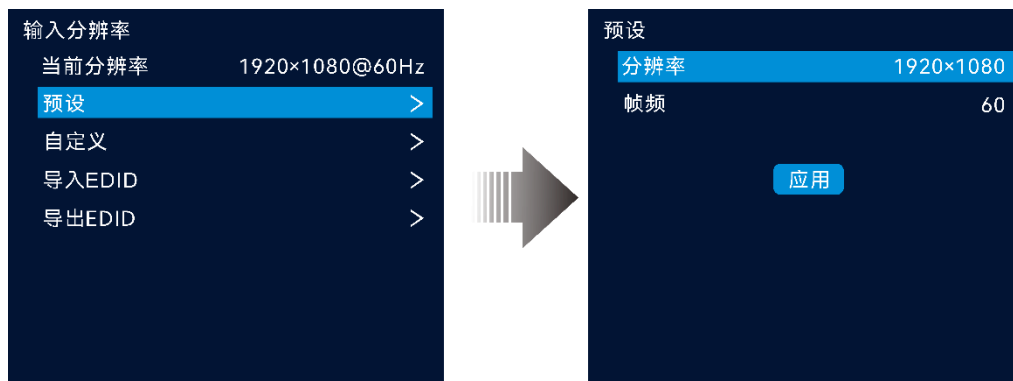 输入分辨率
当前分辨率 1920×1080@60Hz
预设 >
自定义 >
导入EDID >
导出EDID >
预设
分辨率 1920×1080
帧频 60
应用